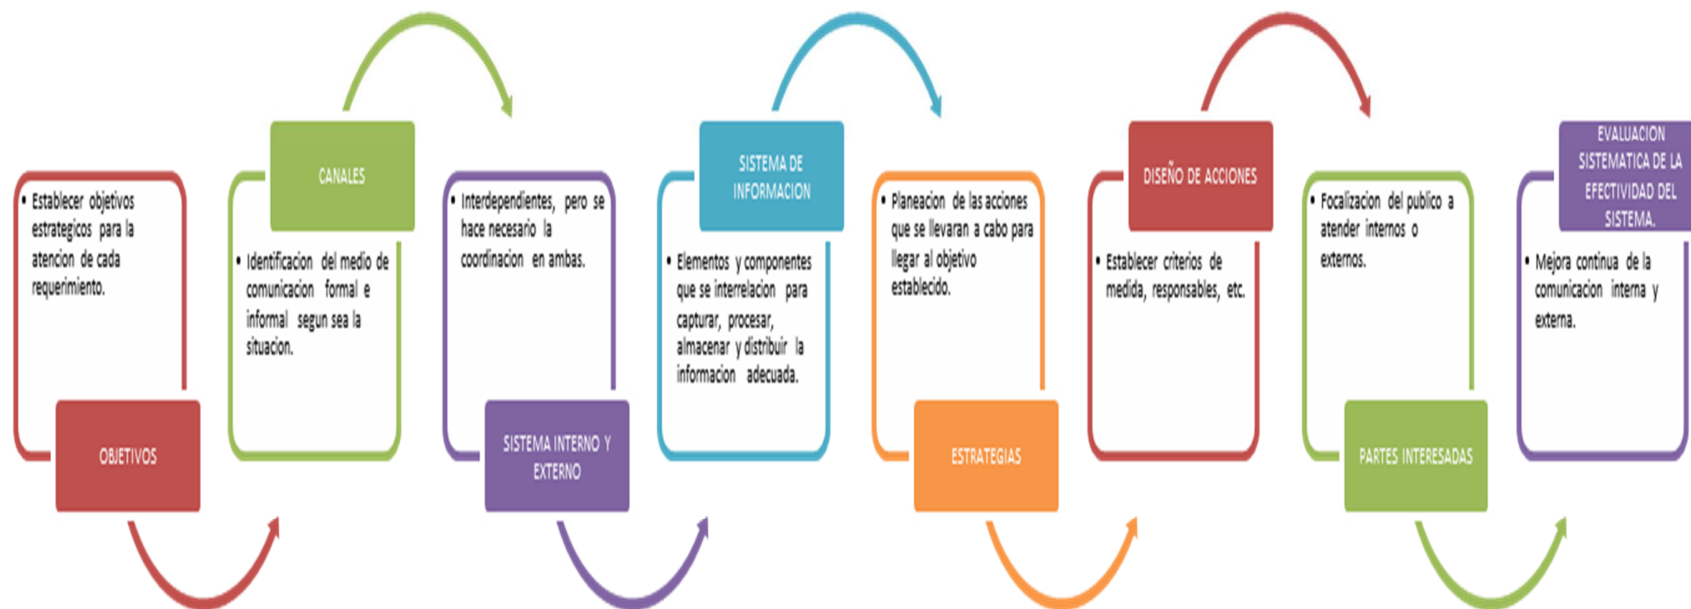 • Establecer objetivos
estrategicos para la
atencion de cada
requerimiento.
OBJETIVOS
CANALES
• Identificacion del medio de
comunicacion formal e
informal segun sea la
situacion.
• Interdependientes, pero se
hace necesario la
coordinacion en ambas.
SISTEMA INTERNO Y
EXTERNO
SISTEMA DE
INFORMACION
• Elementos y componentes
que se interrelacion para
capturar, procesar,
almacenar y distribuir la
informacion adecuada.
• Planeacion de las acciones
que se llevaran a cabo para
llegar al objetivo
establecido.
ESTRATEGIAS
DISEÑO DE ACCIONES
• Establecer criterios de
medida, responsables, etc.
• Focalizacion del publico a
atender internos o
externos.
PARTES INTERESADAS
EVALUACION
SISTEMATICA DE LA
EFECTIVIDAD DEL
SISTEMA.
• Mejora continua de la
comunicacion interna y
externa.